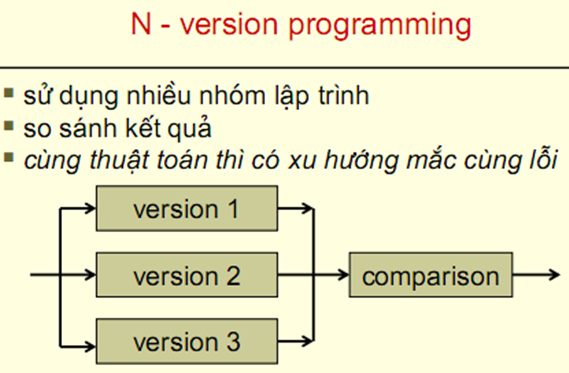 N - version programming
sử dụng nhiều nhóm lập trình
so sánh kết quả
cùng thuật toán thì có xu hướng mắc cùng lỗi
version 1
version 2
comparison
version 3